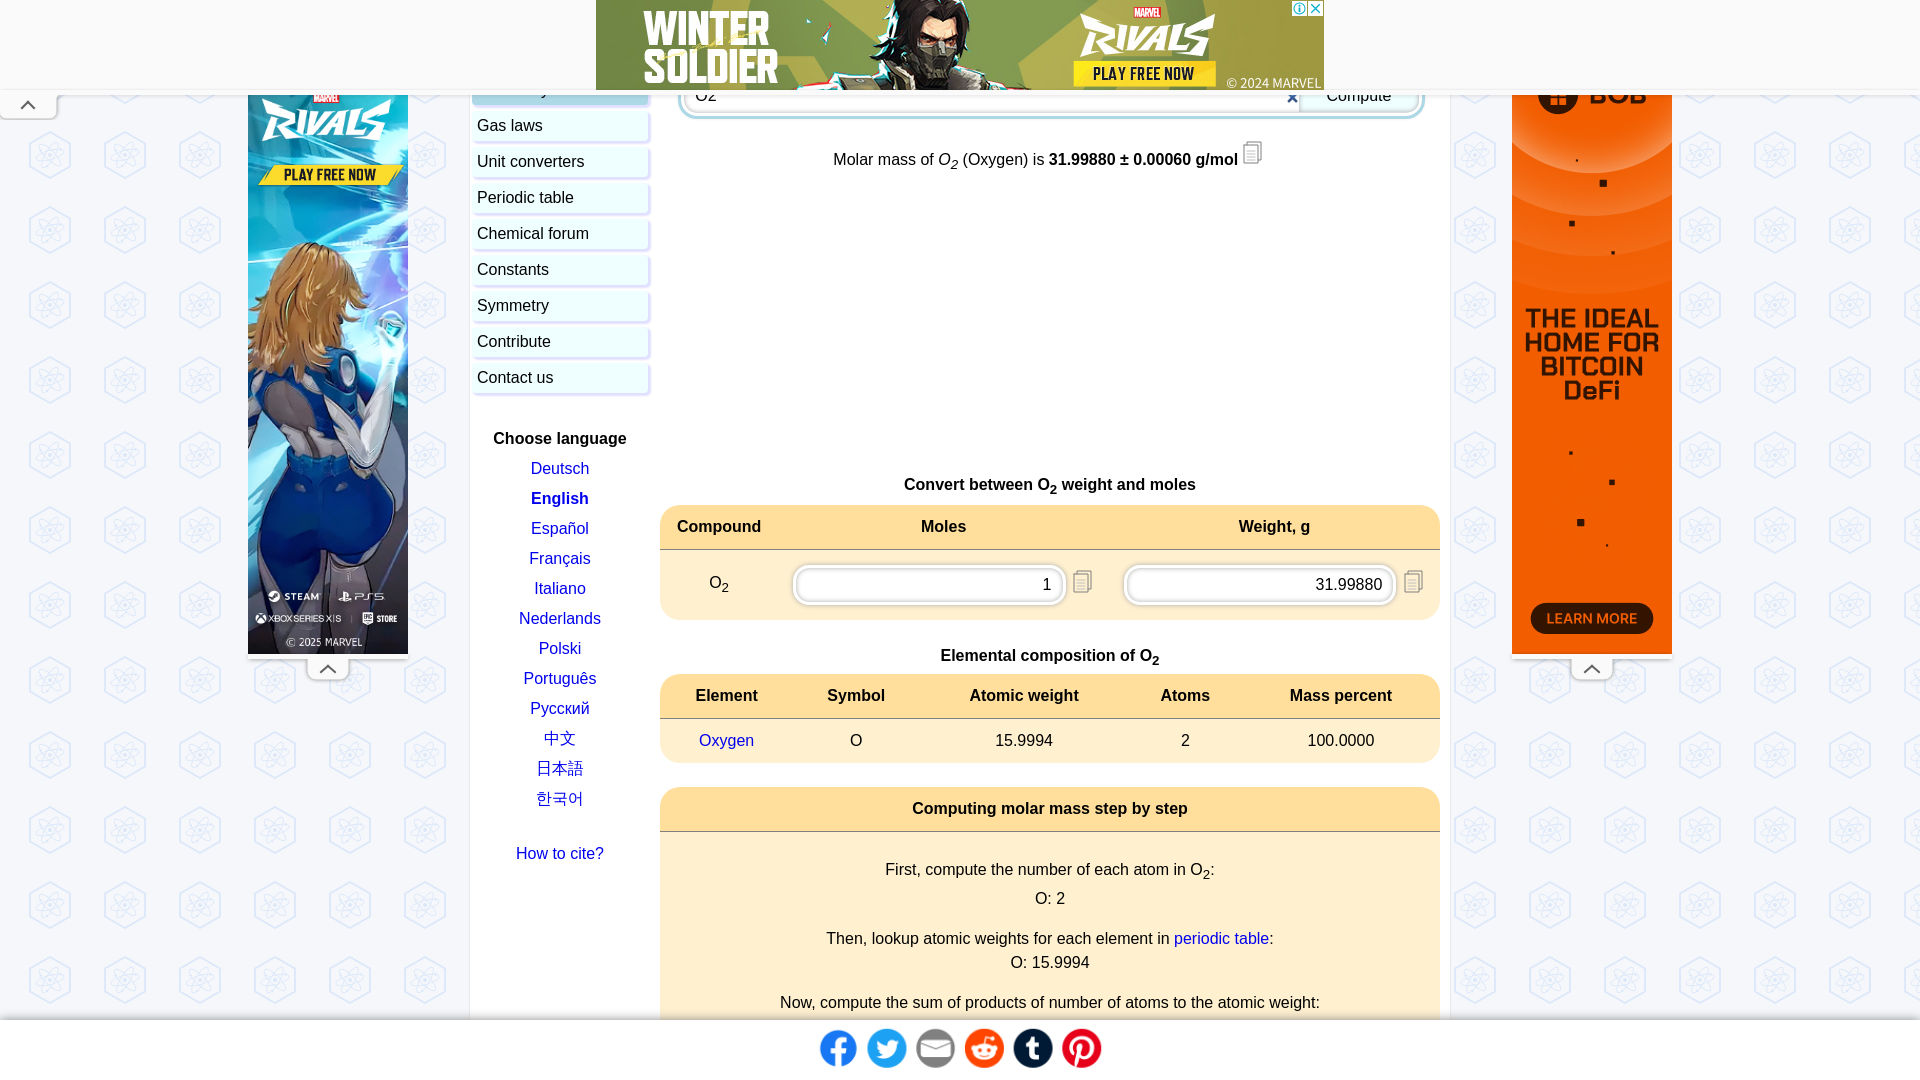 WINTER
SOLDIER
MARVEL
RIVALS
PLAY FREE NOW
© 2024 MARVEL
MARVEL
RIVALS
PLAY FREE NOW
STEAM
PS5
XBOX SERIES X|S
STORE
© 2025 MARVEL
Gas laws
Unit converters
Periodic table
Chemical forum
Constants
Symmetry
Contribute
Contact us
Choose language
Deutsch
English
Español
Français
Italiano
Nederlands
Polski
Português
Русский
中文
日本語
한국어
How to cite?
O2
Compute
Molar mass of O2 (Oxygen) is 31.99880 ± 0.00060 g/mol
Convert between O2 weight and moles
Compound Moles Weight, g
O2 1 31.99880
Elemental composition of O2
Element Symbol Atomic weight Atoms Mass percent
Oxygen O 15.9994 2 100.0000
Computing molar mass step by step
First, compute the number of each atom in O2:
O: 2
Then, lookup atomic weights for each element in periodic table:
O: 15.9994
Now, compute the sum of products of number of atoms to the atomic weight:
BOB
THE IDEAL
HOME FOR
BITCOIN
DeFi
LEARN MORE